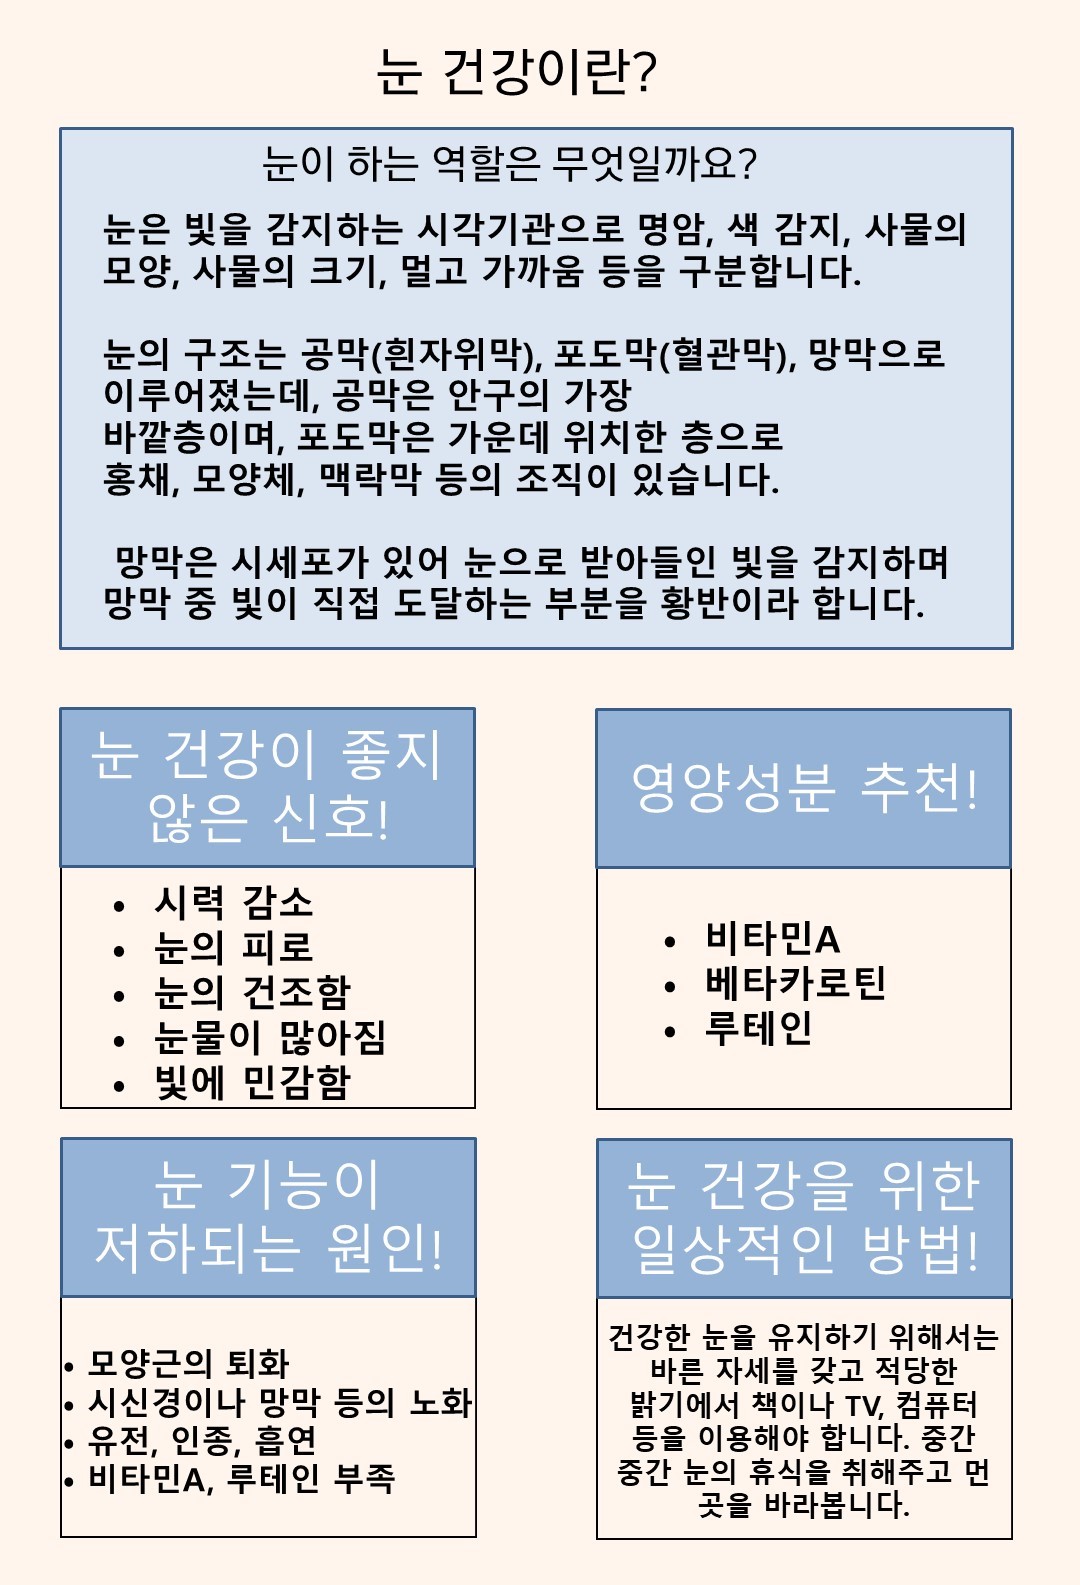 눈 건강이란?
눈이 하는 역할은 무엇일까요?
눈은 빛을 감지하는 시각기관으로 명암, 색 감지, 사물의
모양, 사물의 크기, 멀고 가까움 등을 구분합니다.
눈의 구조는 공막(흰자위막), 포도막(혈관막), 망막으로
이루어졌는데, 공막은 안구의 가장
바깥층이며, 포도막은 가운데 위치한 층으로
홍채, 모양체, 맥락막 등의 조직이 있습니다.
망막은 시세포가 있어 눈으로 받아들인 빛을 감지하며
망막 중 빛이 직접 도달하는 부분을 황반이라 합니다.
눈 건강이 좋지
않은 신호!
• 시력 감소
• 눈의 피로
• 눈의 건조함
• 눈물이 많아짐
• 빛에 민감함
영양성분 추천!
• 비타민A
• 베타카로틴
• 루테인
눈 기능이
저하되는 원인!
• 모양근의 퇴화
• 시신경이나 망막 등의 노화
• 유전, 인종, 흡연
• 비타민A, 루테인 부족
눈 건강을 위한
일상적인 방법!
건강한 눈을 유지하기 위해서는
바른 자세를 갖고 적당한
밝기에서 책이나 TV, 컴퓨터
등을 이용해야 합니다. 중간
중간 눈의 휴식을 취해주고 먼
곳을 바라봅니다.